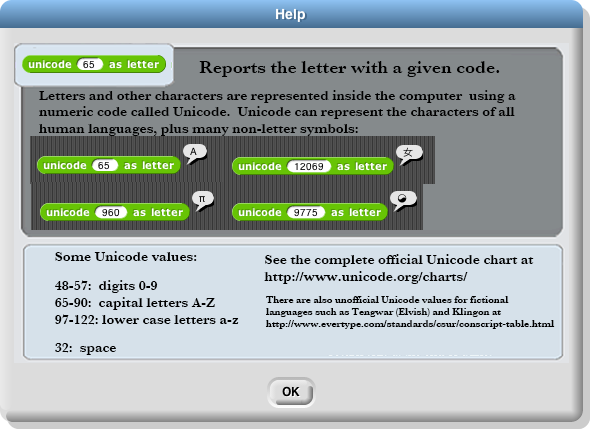 Help
unicode 65 as letter
Reports the letter with a given code.
Letters and other characters are represented inside the computer using a
numeric code called Unicode. Unicode can represent the characters of all
human languages, plus many non-letter symbols:
unicode 65 as letter A
unicode 12069 as letter 女
unicode 960 as letter π
unicode 9775 as letter ☯
Some Unicode values:
48-57: digits 0-9
65-90: capital letters A-Z
97-122: lower case letters a-z
32: space
See the complete official Unicode chart at
http://www.unicode.org/charts/
There are also unofficial Unicode values for fictional
languages such as Tengwar (Elvish) and Klingon at
http://www.evertype.com/standards/csur/conscript-table.html
OK